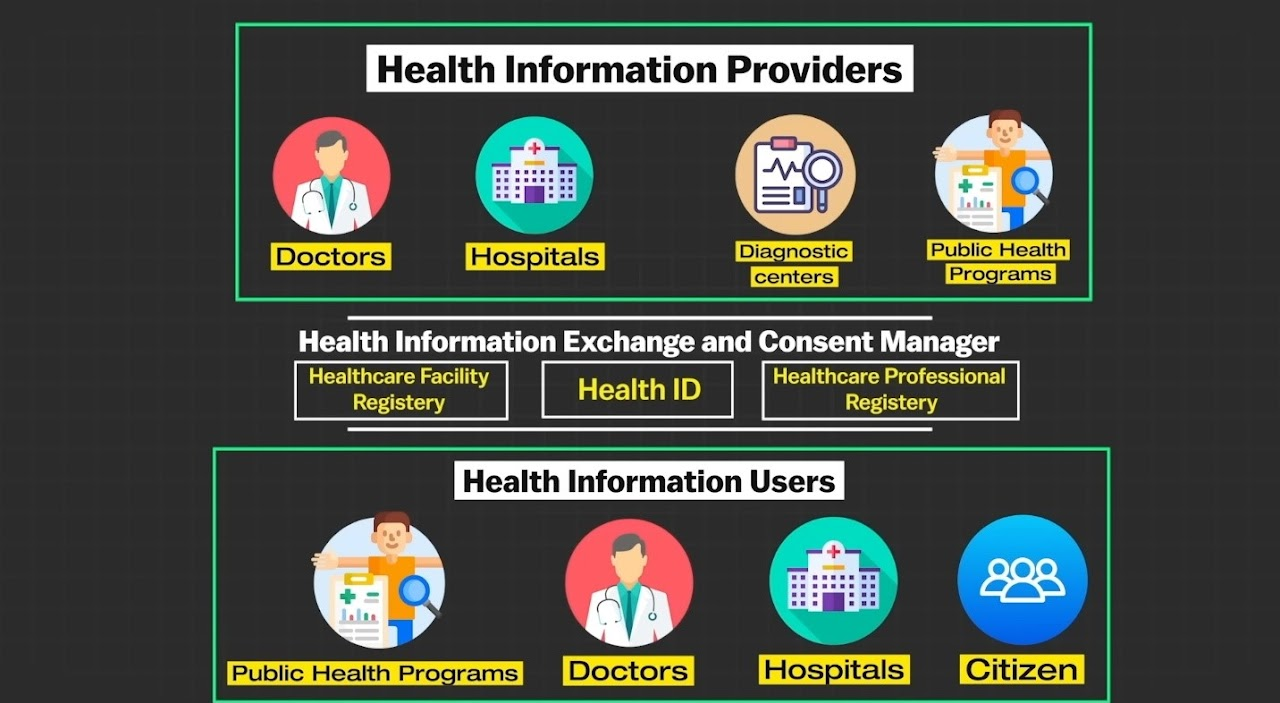 Health Information Providers
Doctors
Hospitals
Diagnostic
centers
Public Health
Programs
Health Information Exchange and Consent Manager
Healthcare Facility
Registery
Health ID
Healthcare Professional
Registery
Health Information Users
Public Health Programs
Doctors
Hospitals
Citizen